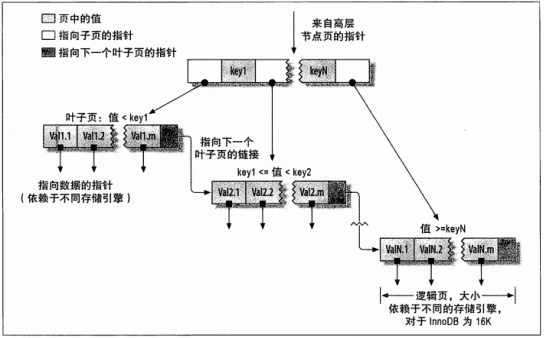 页中的值
指向子页的指针
指向下一个叶子页的指针
来自高层
节点页的指针
key1
keyN
叶子页：值 < key1
Val1.1
Val1.2
Val1.m
指向下一个
叶子页的链接
指向数据的指针
（依赖于不同存储引擎）
key1 <= 值 < key2
Val2.1
Val2.2
Val2.m
值 >=keyN
ValN.1
ValN.2
ValN.m
逻辑页，大小
依赖于不同的存储引擎，
对于 InnoDB 为 16K